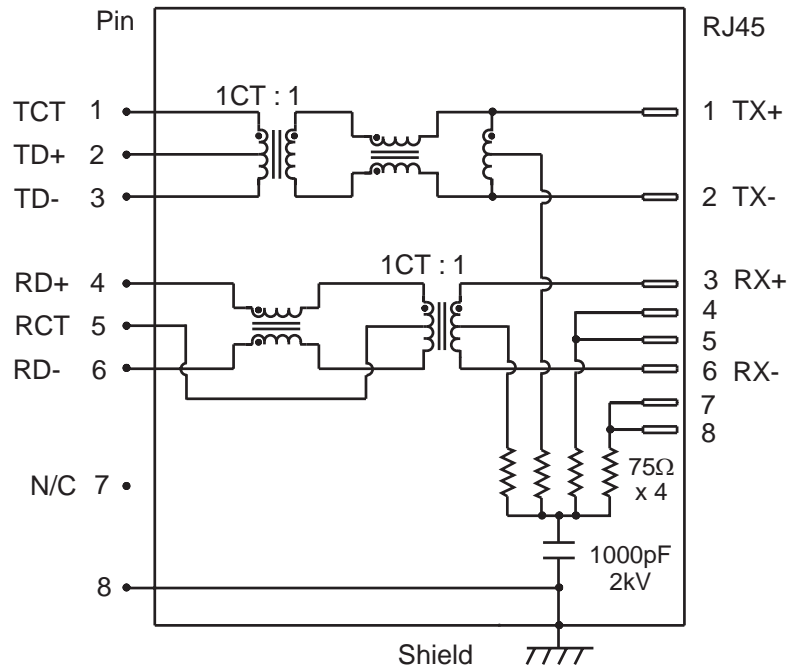 Pin
RJ45
1CT : 1
TCT 1
1 TX+
TD+ 2
TD- 3
2 TX-
1CT : 1
RD+ 4
3 RX+
4
RCT 5
5
RD- 6
6 RX-
7
8
75Ω
x 4
N/C 7
1000pF
2kV
8
Shield